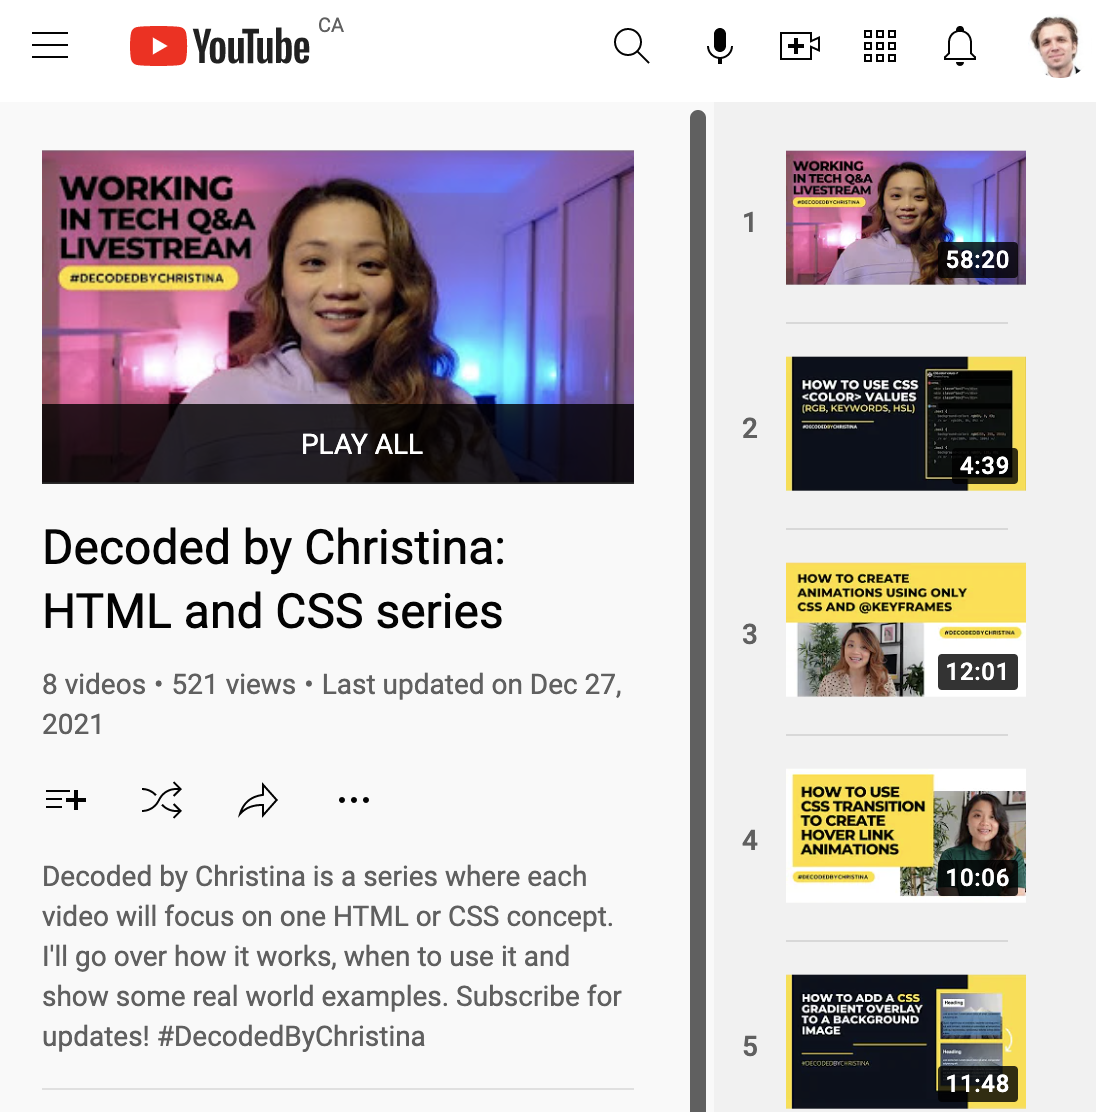 YouTube CA
WORKING
IN TECH Q&A
LIVESTREAM
#DECODEDBYCHRISTINA
PLAY ALL
Decoded by Christina:
HTML and CSS series
8 videos • 521 views • Last updated on Dec 27,
2021
Decoded by Christina is a series where each
video will focus on one HTML or CSS concept.
I'll go over how it works, when to use it and
show some real world examples. Subscribe for
updates! #DecodedByChristina
1
WORKING
IN TECH Q&A
LIVESTREAM
#DECODEDBYCHRISTINA
58:20
2
HOW TO USE CSS
<COLOR> VALUES
(RGB, KEYWORDS, HSL)
#DECODEDBYCHRISTINA
4:39
3
HOW TO CREATE
ANIMATIONS USING ONLY
CSS AND @KEYFRAMES
#DECODEDBYCHRISTINA
12:01
4
HOW TO USE
CSS TRANSITION
TO CREATE
HOVER LINK
ANIMATIONS
#DECODEDBYCHRISTINA
10:06
5
HOW TO ADD A CSS
GRADIENT OVERLAY
TO A BACKGROUND
IMAGE
#DECODEDBYCHRISTINA
Heading
Heading
11:48